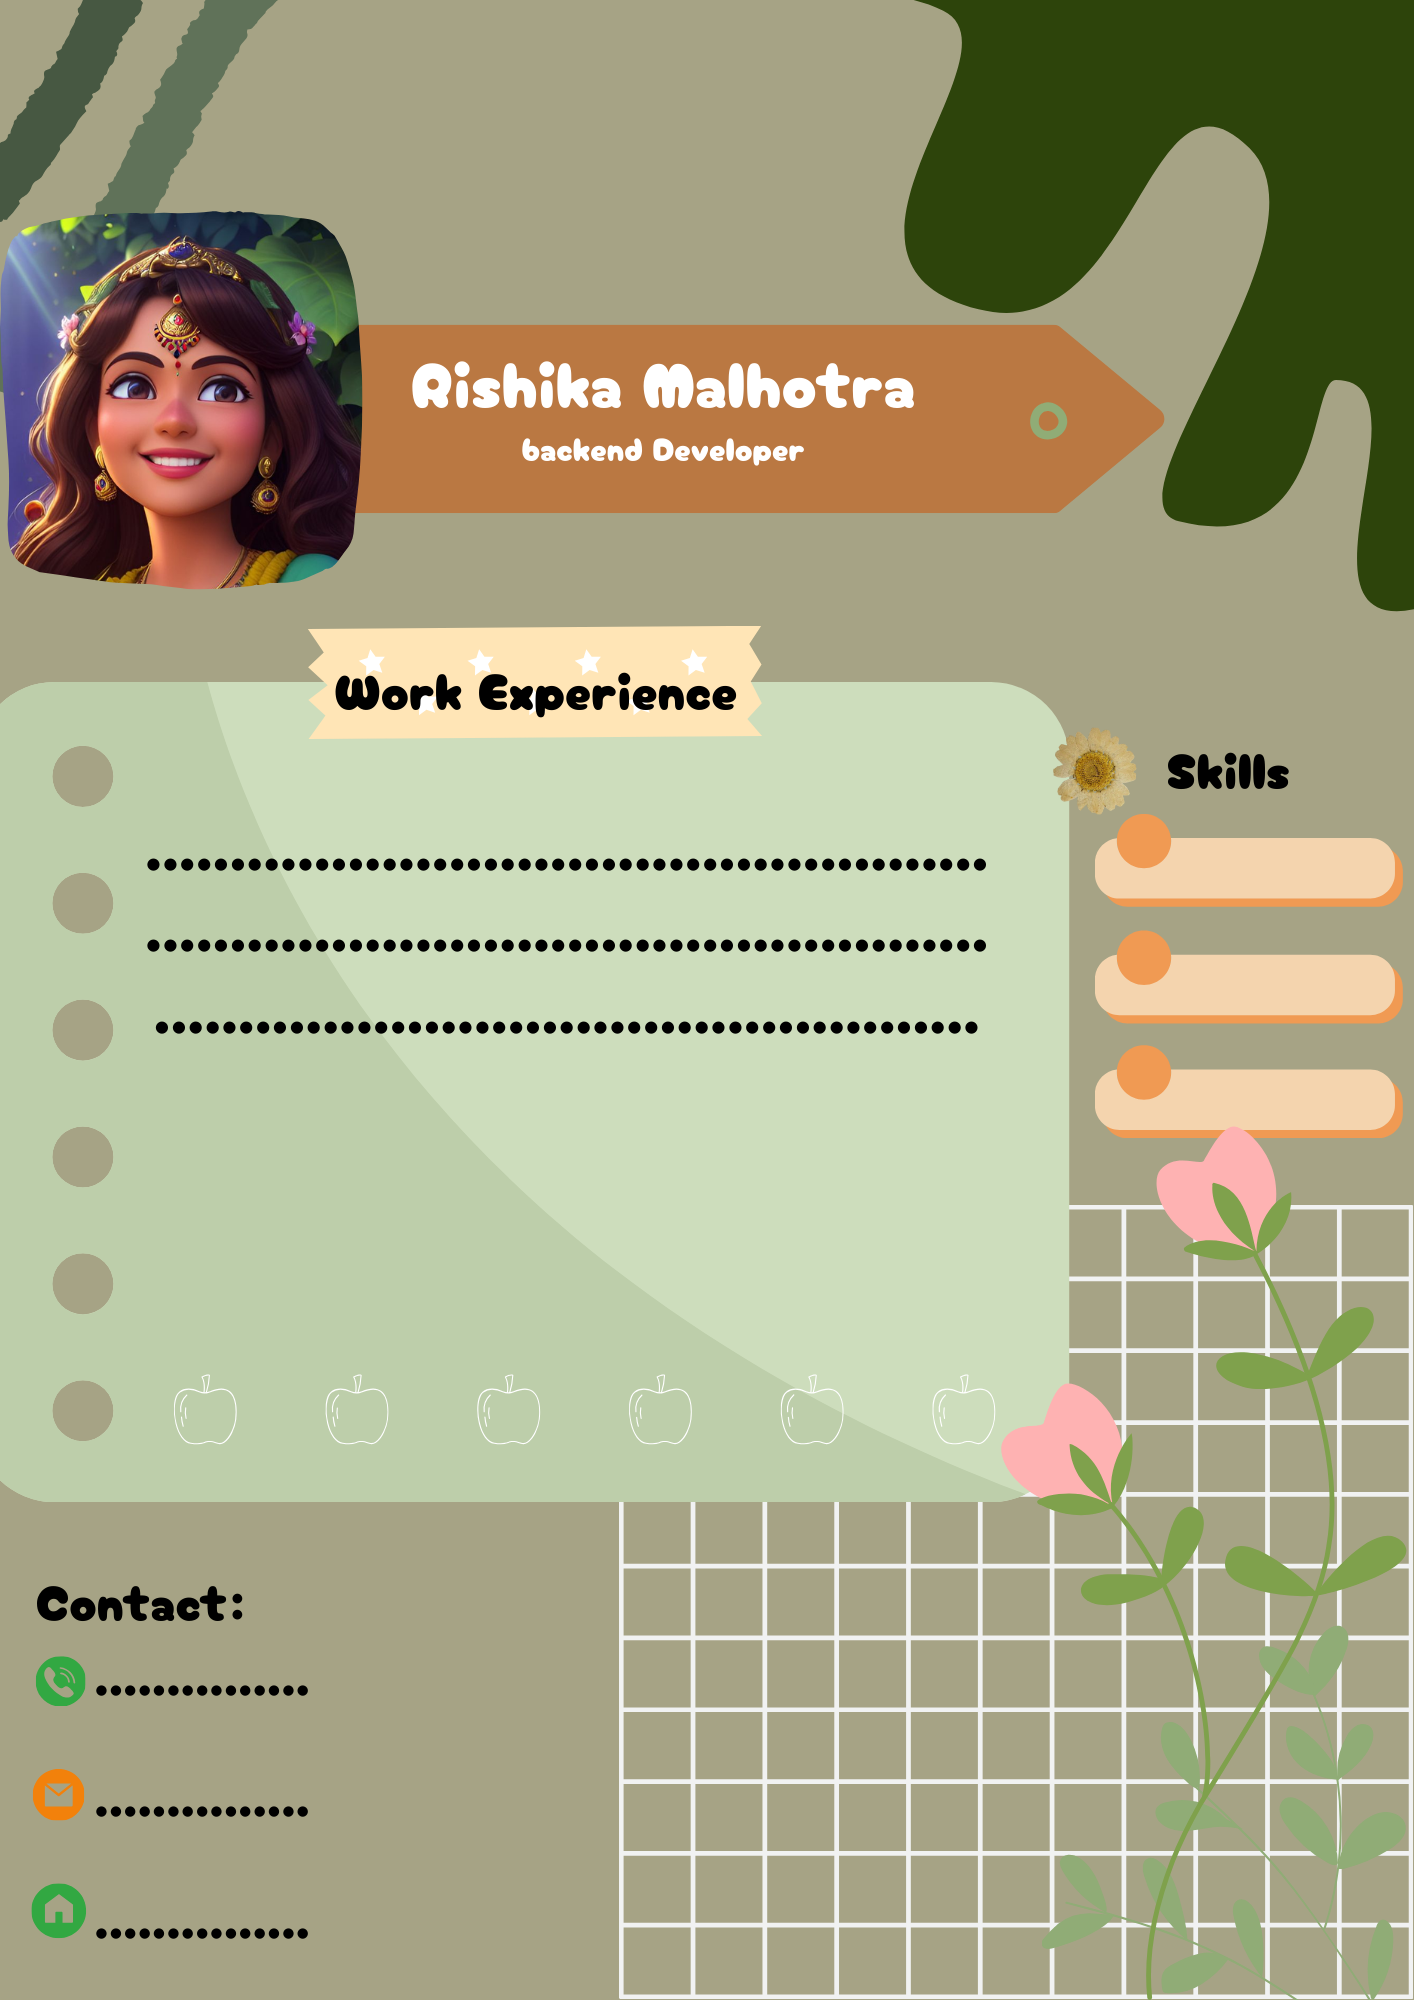 Rishika Malhotra
backend Developer
Work Experience
Skills
Contact: